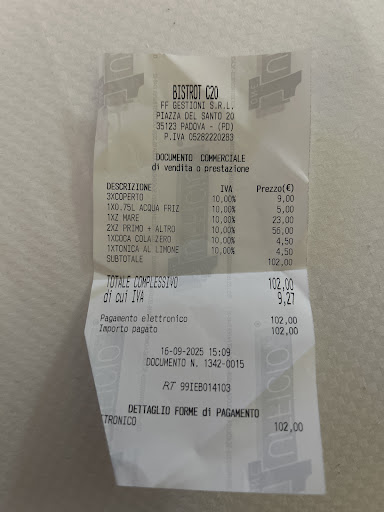 BISTROT C20
FF GESTIONI S.R.L.
PIAZZA DEL SANTO 20
35123 PADOVA - (PD)
P.IVA 05282220283
DOCUMENTO COMMERCIALE
di vendita o prestazione
DESCRIZIONE IVA Prezzo(€)
3XCOPERTO 10,00% 9,00
1X0.75L ACQUA FRIZ 10,00% 5,00
1XZ MARE 10,00% 23,00
2XZ PRIMO + ALTRO 10,00% 56,00
1XCOCA COLA ZERO 10,00% 4,50
1XTONICA AL LIMONE 10,00% 4,50
SUBTOTALE 102,00
TOTALE COMPLESSIVO 102,00
di cui IVA 9,27
Pagamento elettronico 102,00
Importo pagato 102,00
16-09-2025 15:09
DOCUMENTO N. 1342-0015
RT 99IEB014103
DETTAGLIO FORME di PAGAMENTO
TRONICO 102,00